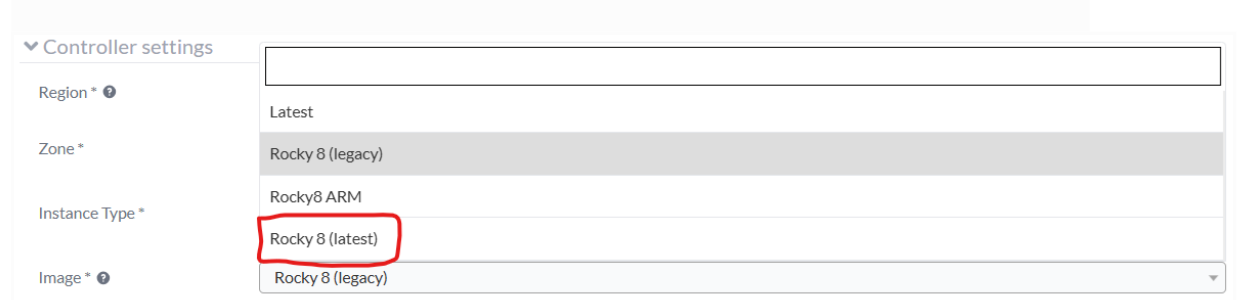 Controller settings
Region *
Latest
Zone *
Rocky 8 (legacy)
Rocky8 ARM
Instance Type *
Rocky 8 (latest)
Image *
Rocky 8 (legacy)